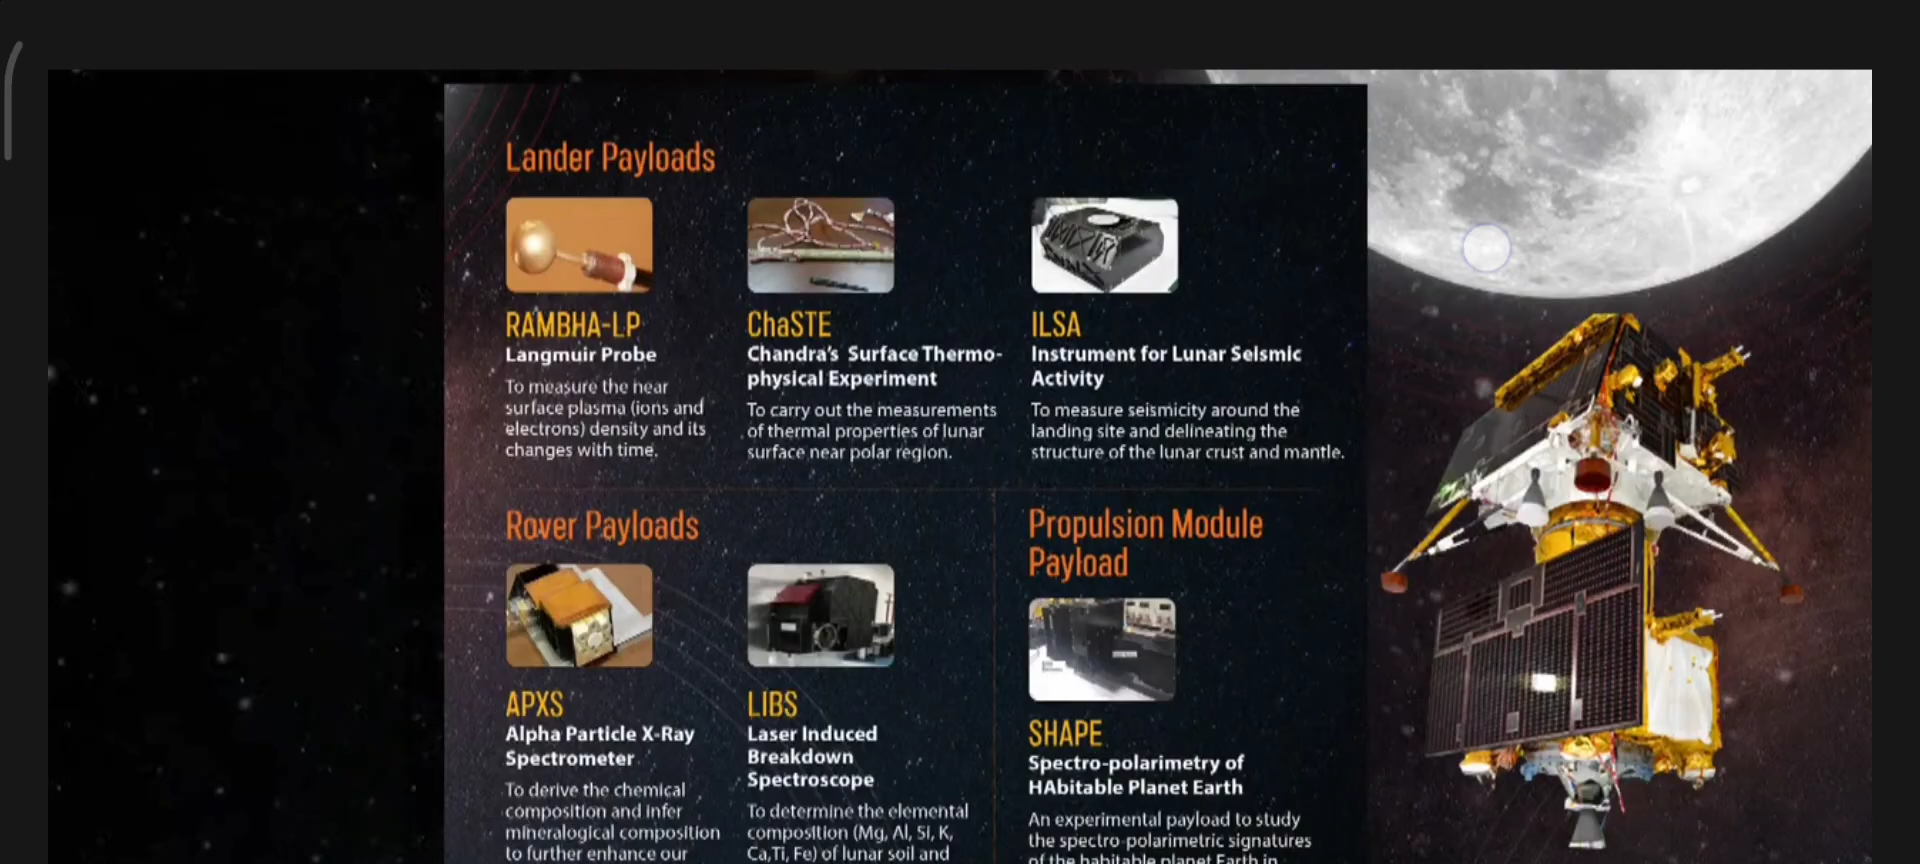 Lander Payloads
RAMBHA-LP
Langmuir Probe
To measure the near
surface plasma (ions and
electrons) density and its
changes with time.
ChaSTE
Chandra's Surface Thermo-
physical Experiment
To carry out the measurements
of thermal properties of lunar
surface near polar region.
ILSA
Instrument for Lunar Seismic
Activity
To measure seismicity around the
landing site and delineating the
structure of the lunar crust and mantle.
Rover Payloads
APXS
Alpha Particle X-Ray
Spectrometer
To derive the chemical
composition and infer
mineralogical composition
to further enhance our
LIBS
Laser Induced
Breakdown
Spectroscope
To determine the elemental
composition (Mg, Al, Si, K,
Ca,Ti, Fe) of lunar soil and
Propulsion Module
Payload
SHAPE
Spectro-polarimetry of
HAbitable Planet Earth
An experimental payload to study
the spectro-polarimetric signatures
of the habitable planet Earth in